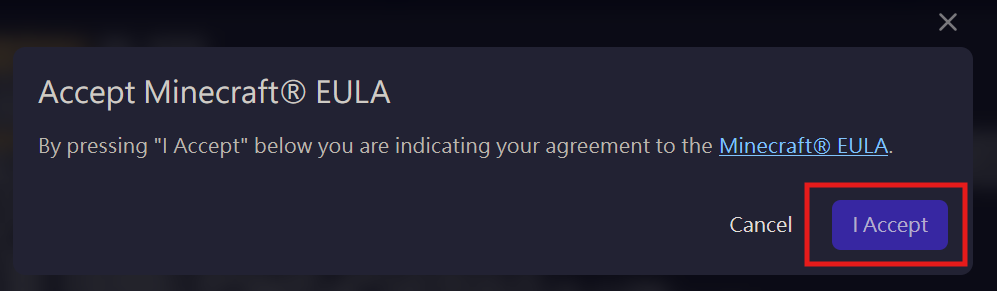 Accept Minecraft® EULA
By pressing "I Accept" below you are indicating your agreement to the Minecraft® EULA.
Cancel
I Accept